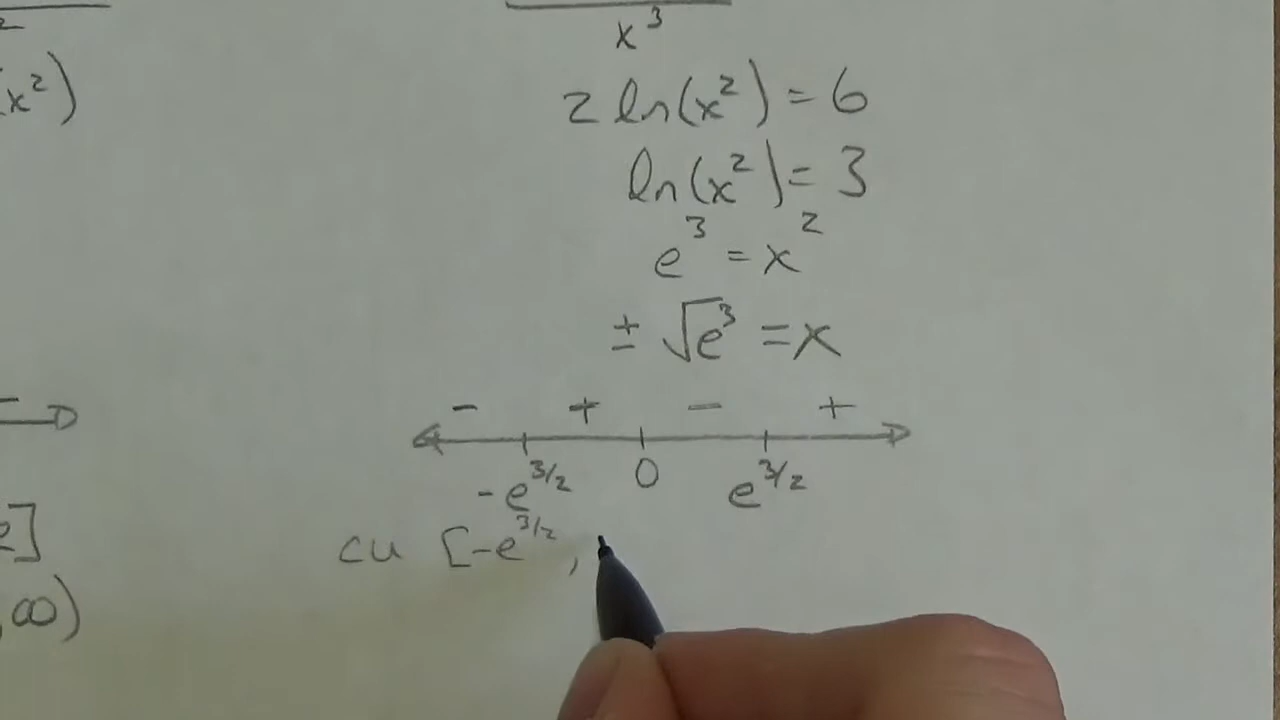 x³
x²)
2 ln(x²) = 6
ln(x²) = 3
e³ = x²
± √e³ = x
- + - +
-e^3/2 0 e^3/2
]
cu [-e^3/2 ,
, ∞)